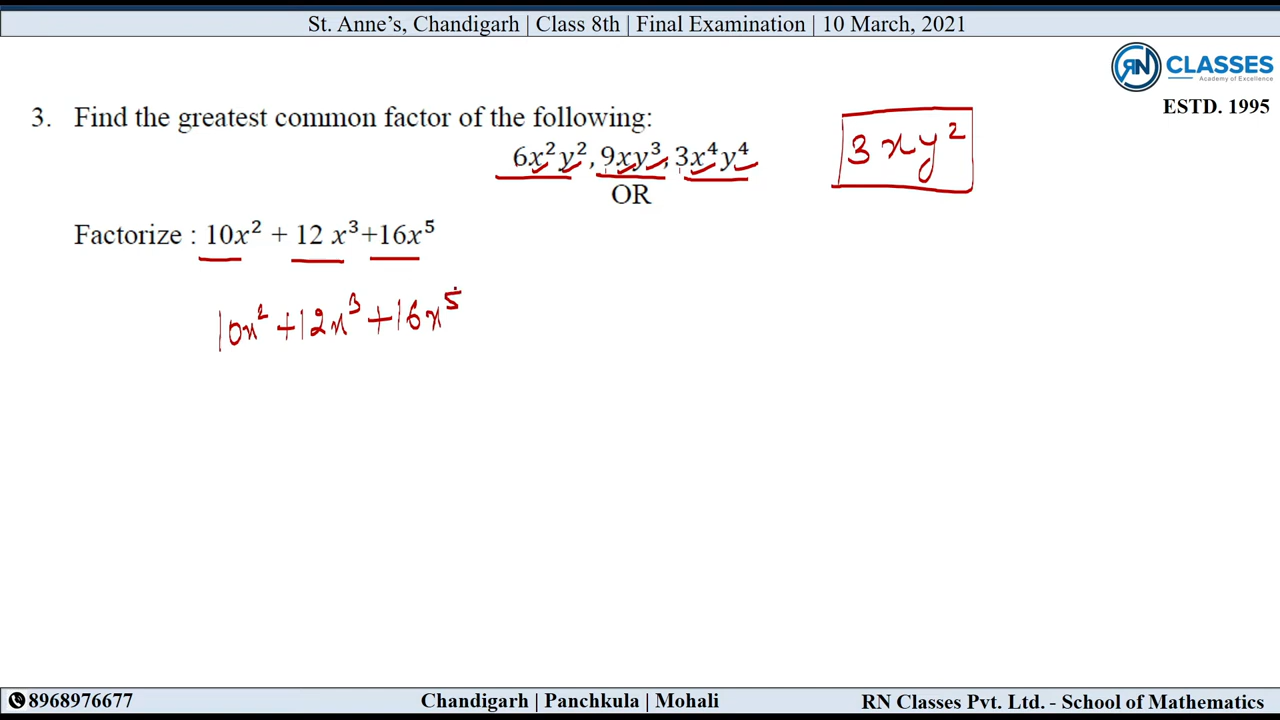 St. Anne's, Chandigarh | Class 8th | Final Examination | 10 March, 2021
RN CLASSES
Academy of Excellence
ESTD. 1995
3. Find the greatest common factor of the following:
6x²y², 9xy³, 3x⁴y⁴
3xy²
OR
Factorize : 10x² + 12 x³+16x⁵
10x² + 12x³ + 16x⁵
8968976677
Chandigarh | Panchkula | Mohali
RN Classes Pvt. Ltd. - School of Mathematics